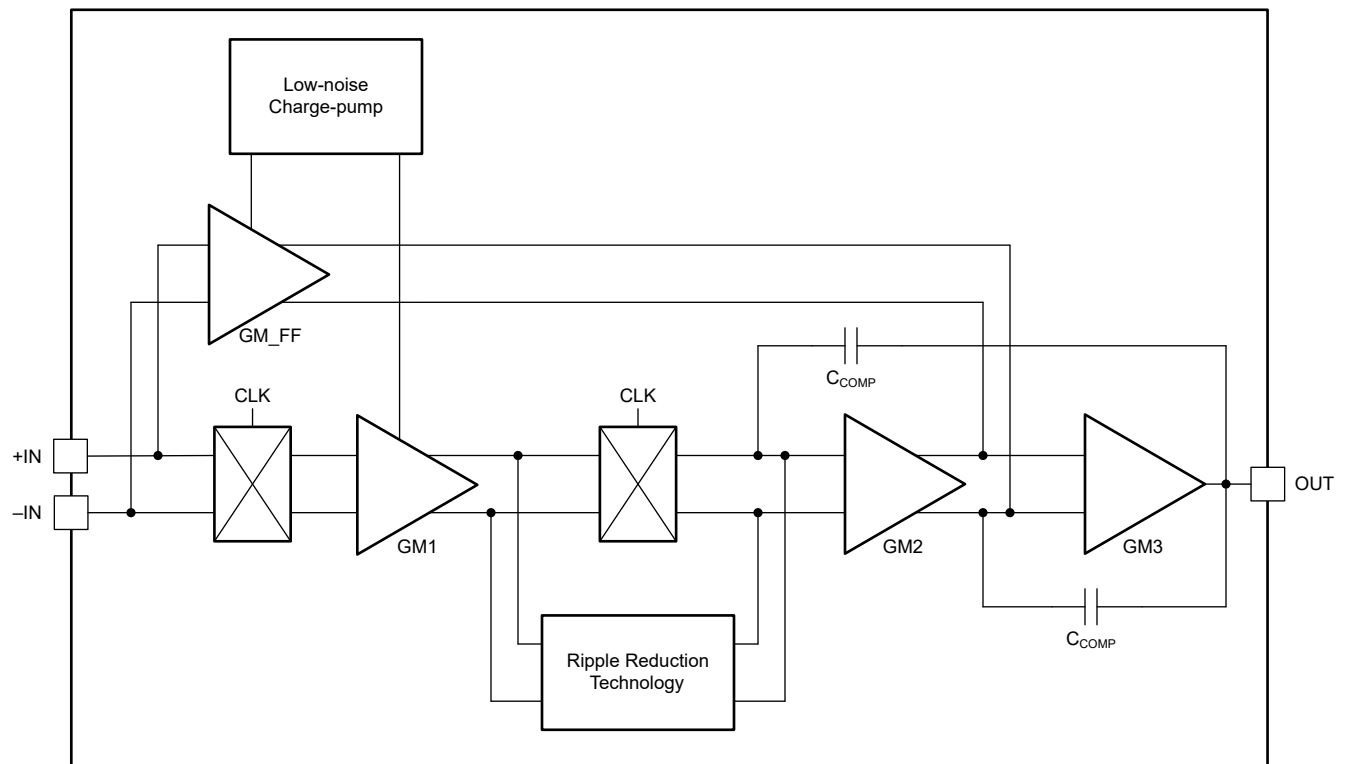 Low-noise
Charge-pump
GM_FF
CCOMP
CLK
CLK
+IN
–IN
OUT
GM1
GM2
GM3
CCOMP
Ripple Reduction
Technology